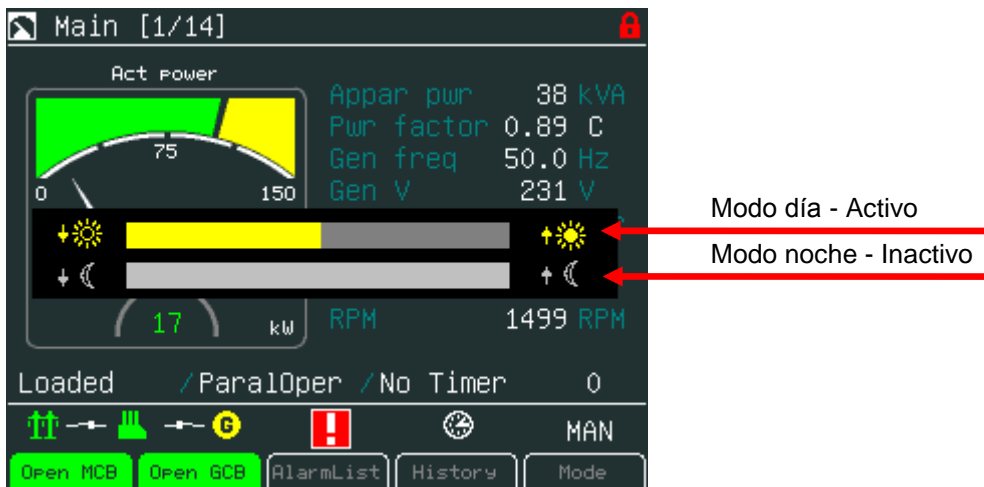 Main [1/14]
Act power
75
0
150
17
kW
Appar pwr 38 kVA
Pwr factor 0.89 C
Gen freq 50.0 Hz
Gen V 231 V
RPM 1499 RPM
Modo día - Activo
Modo noche - Inactivo
Loaded /ParalOper /No Timer 0
G
!
MAN
Open MCB Open GCB AlarmList History Mode